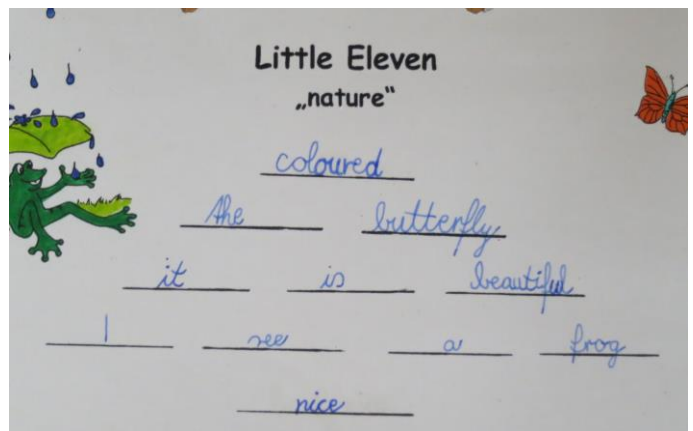 Little Eleven
„nature“
coloured
the butterfly
it is beautiful
I see a frog
nice